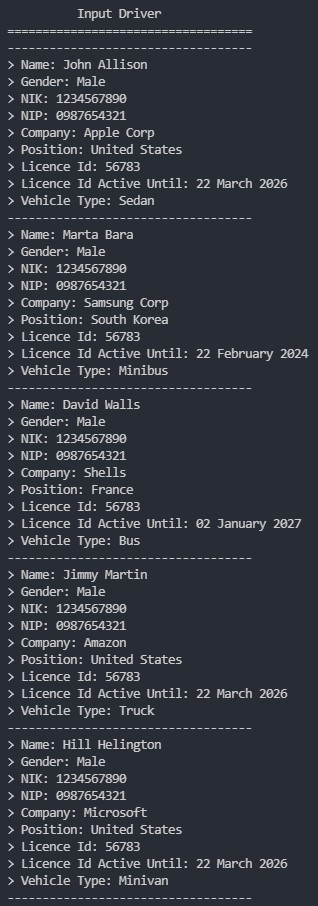 Input Driver
===================================
-----------------------------------
> Name: John Allison
> Gender: Male
> NIK: 1234567890
> NIP: 0987654321
> Company: Apple Corp
> Position: United States
> Licence Id: 56783
> Licence Id Active Until: 22 March 2026
> Vehicle Type: Sedan
-----------------------------------
> Name: Marta Bara
> Gender: Male
> NIK: 1234567890
> NIP: 0987654321
> Company: Samsung Corp
> Position: South Korea
> Licence Id: 56783
> Licence Id Active Until: 22 February 2024
> Vehicle Type: Minibus
-----------------------------------
> Name: David Walls
> Gender: Male
> NIK: 1234567890
> NIP: 0987654321
> Company: Shells
> Position: France
> Licence Id: 56783
> Licence Id Active Until: 02 January 2027
> Vehicle Type: Bus
-----------------------------------
> Name: Jimmy Martin
> Gender: Male
> NIK: 1234567890
> NIP: 0987654321
> Company: Amazon
> Position: United States
> Licence Id: 56783
> Licence Id Active Until: 22 March 2026
> Vehicle Type: Truck
-----------------------------------
> Name: Hill Helington
> Gender: Male
> NIK: 1234567890
> NIP: 0987654321
> Company: Microsoft
> Position: United States
> Licence Id: 56783
> Licence Id Active Until: 22 March 2026
> Vehicle Type: Minivan
-----------------------------------